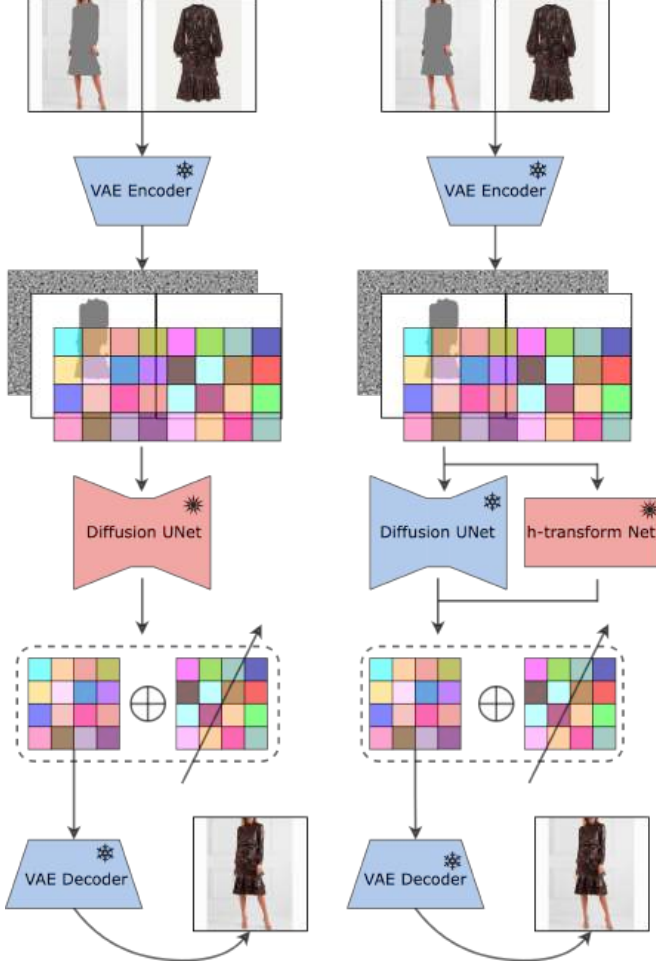 VAE Encoder
VAE Encoder
Diffusion UNet
Diffusion UNet
h-transform Net
VAE Decoder
VAE Decoder